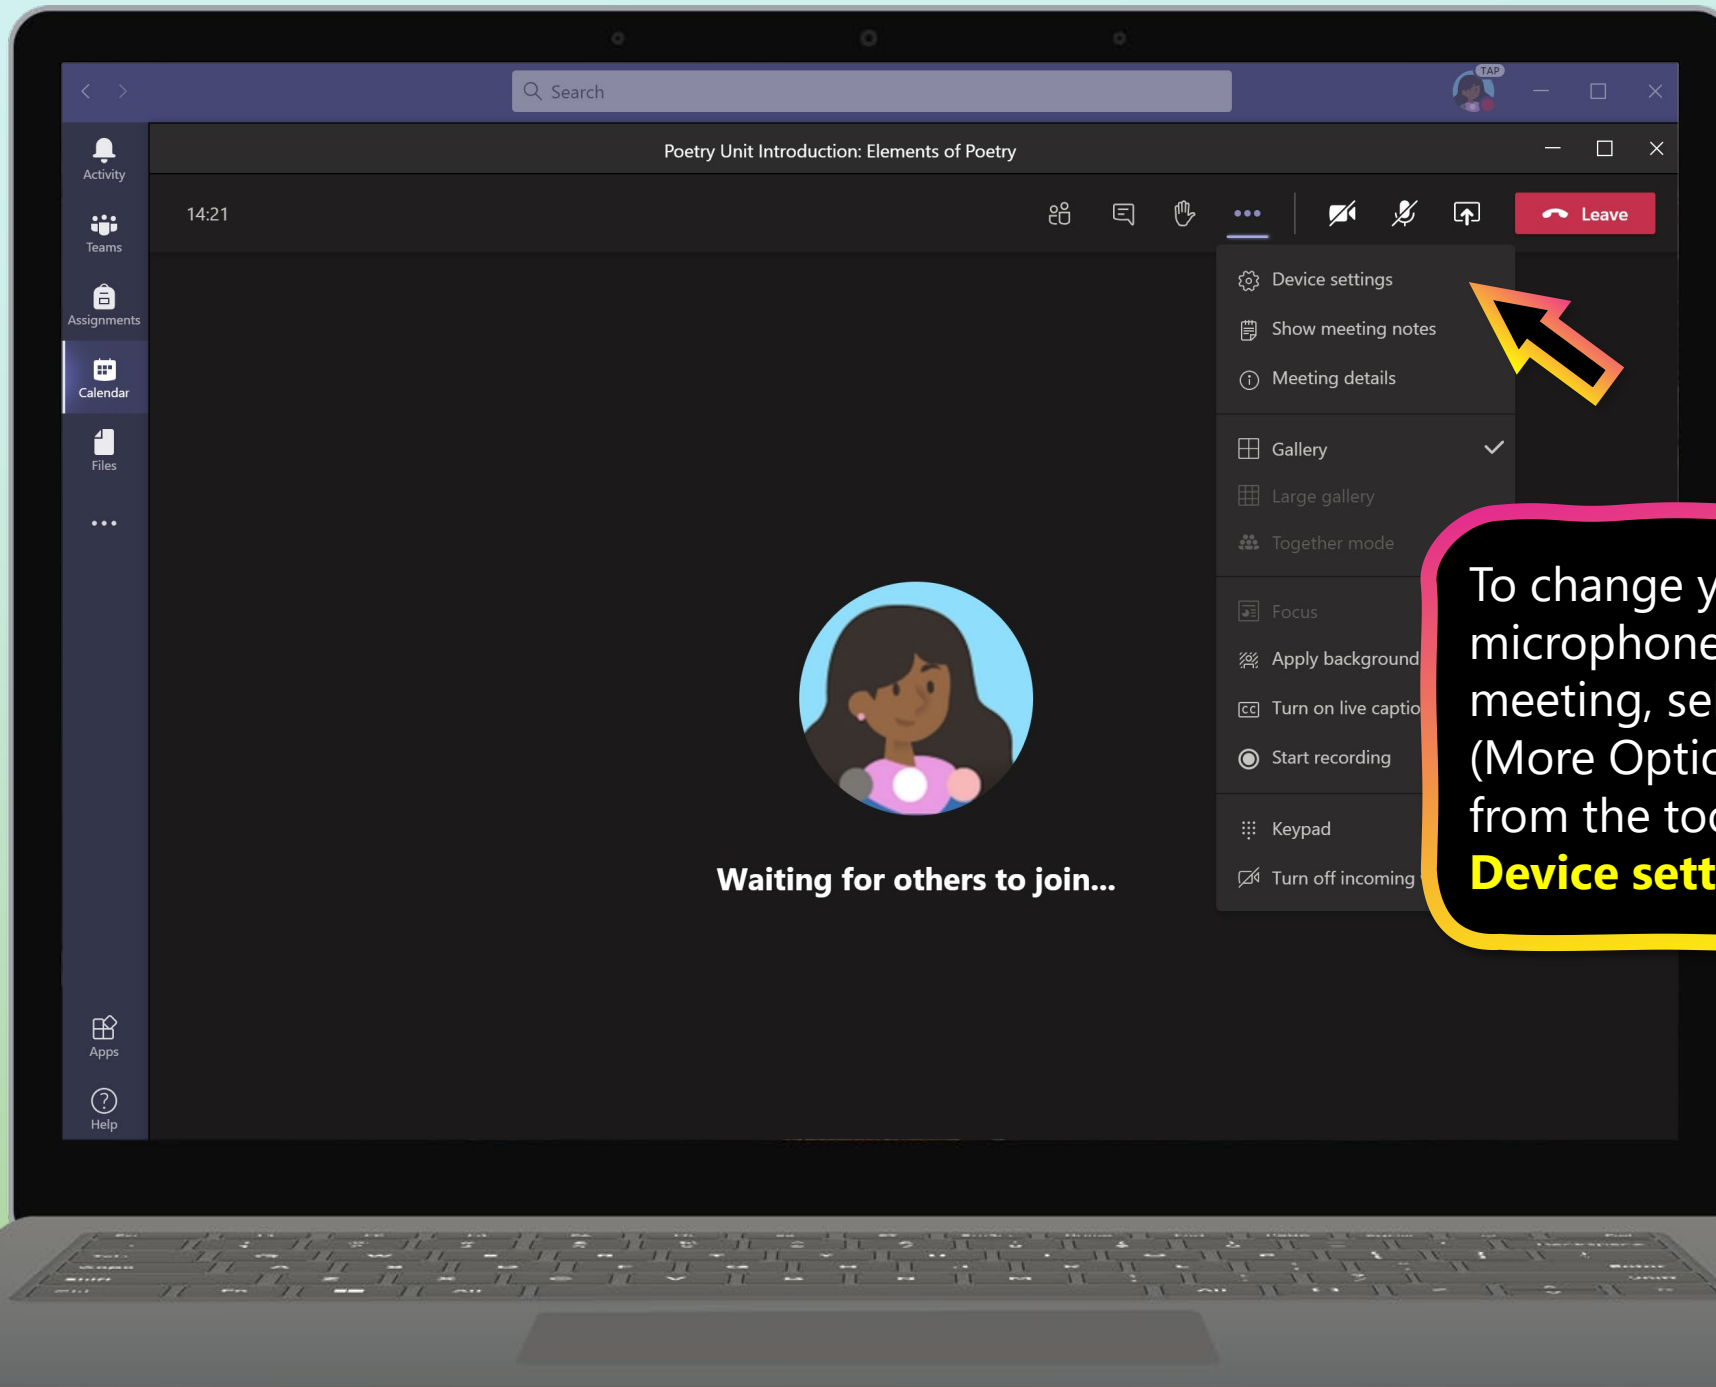 Search
TAP
Activity
Teams
Assignments
Calendar
Files
Apps
Help
Poetry Unit Introduction: Elements of Poetry
14:21
Leave
Device settings
Show meeting notes
Meeting details
Gallery
Large gallery
Together mode
Focus
Apply background
Turn on live captio
Start recording
Keypad
Turn off incoming
Waiting for others to join...
To change y
microphone
meeting, se
(More Optio
from the too
Device sett